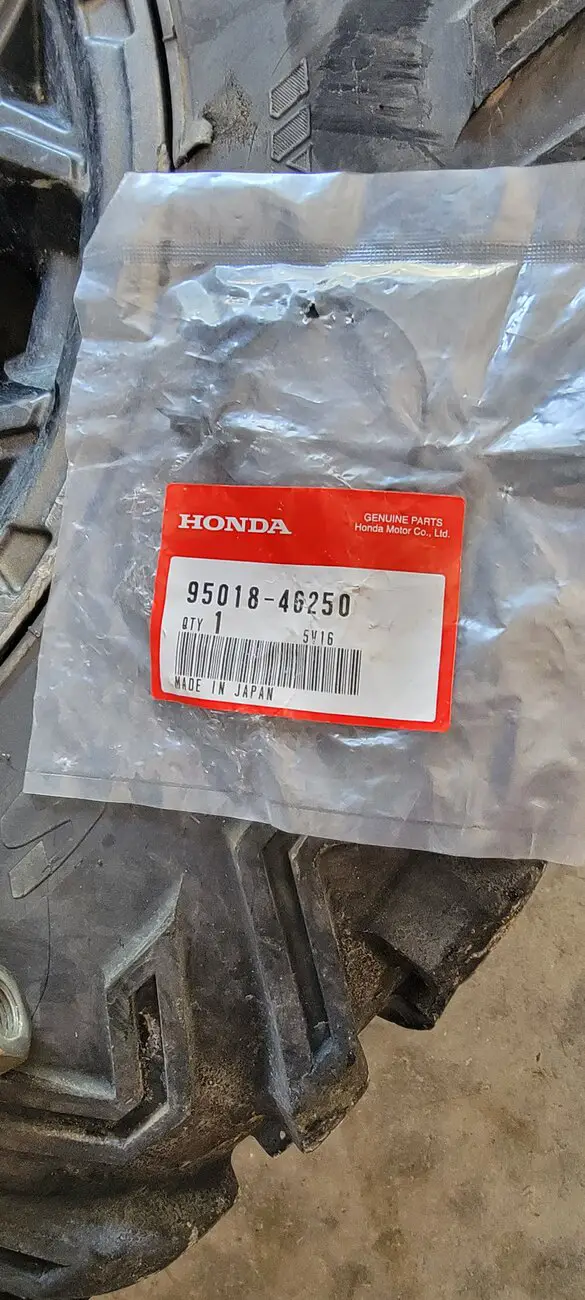 HONDA
GENUINE PARTS
Honda Motor Co., Ltd.
95018-46250
QTY 1
5V16
MADE IN JAPAN